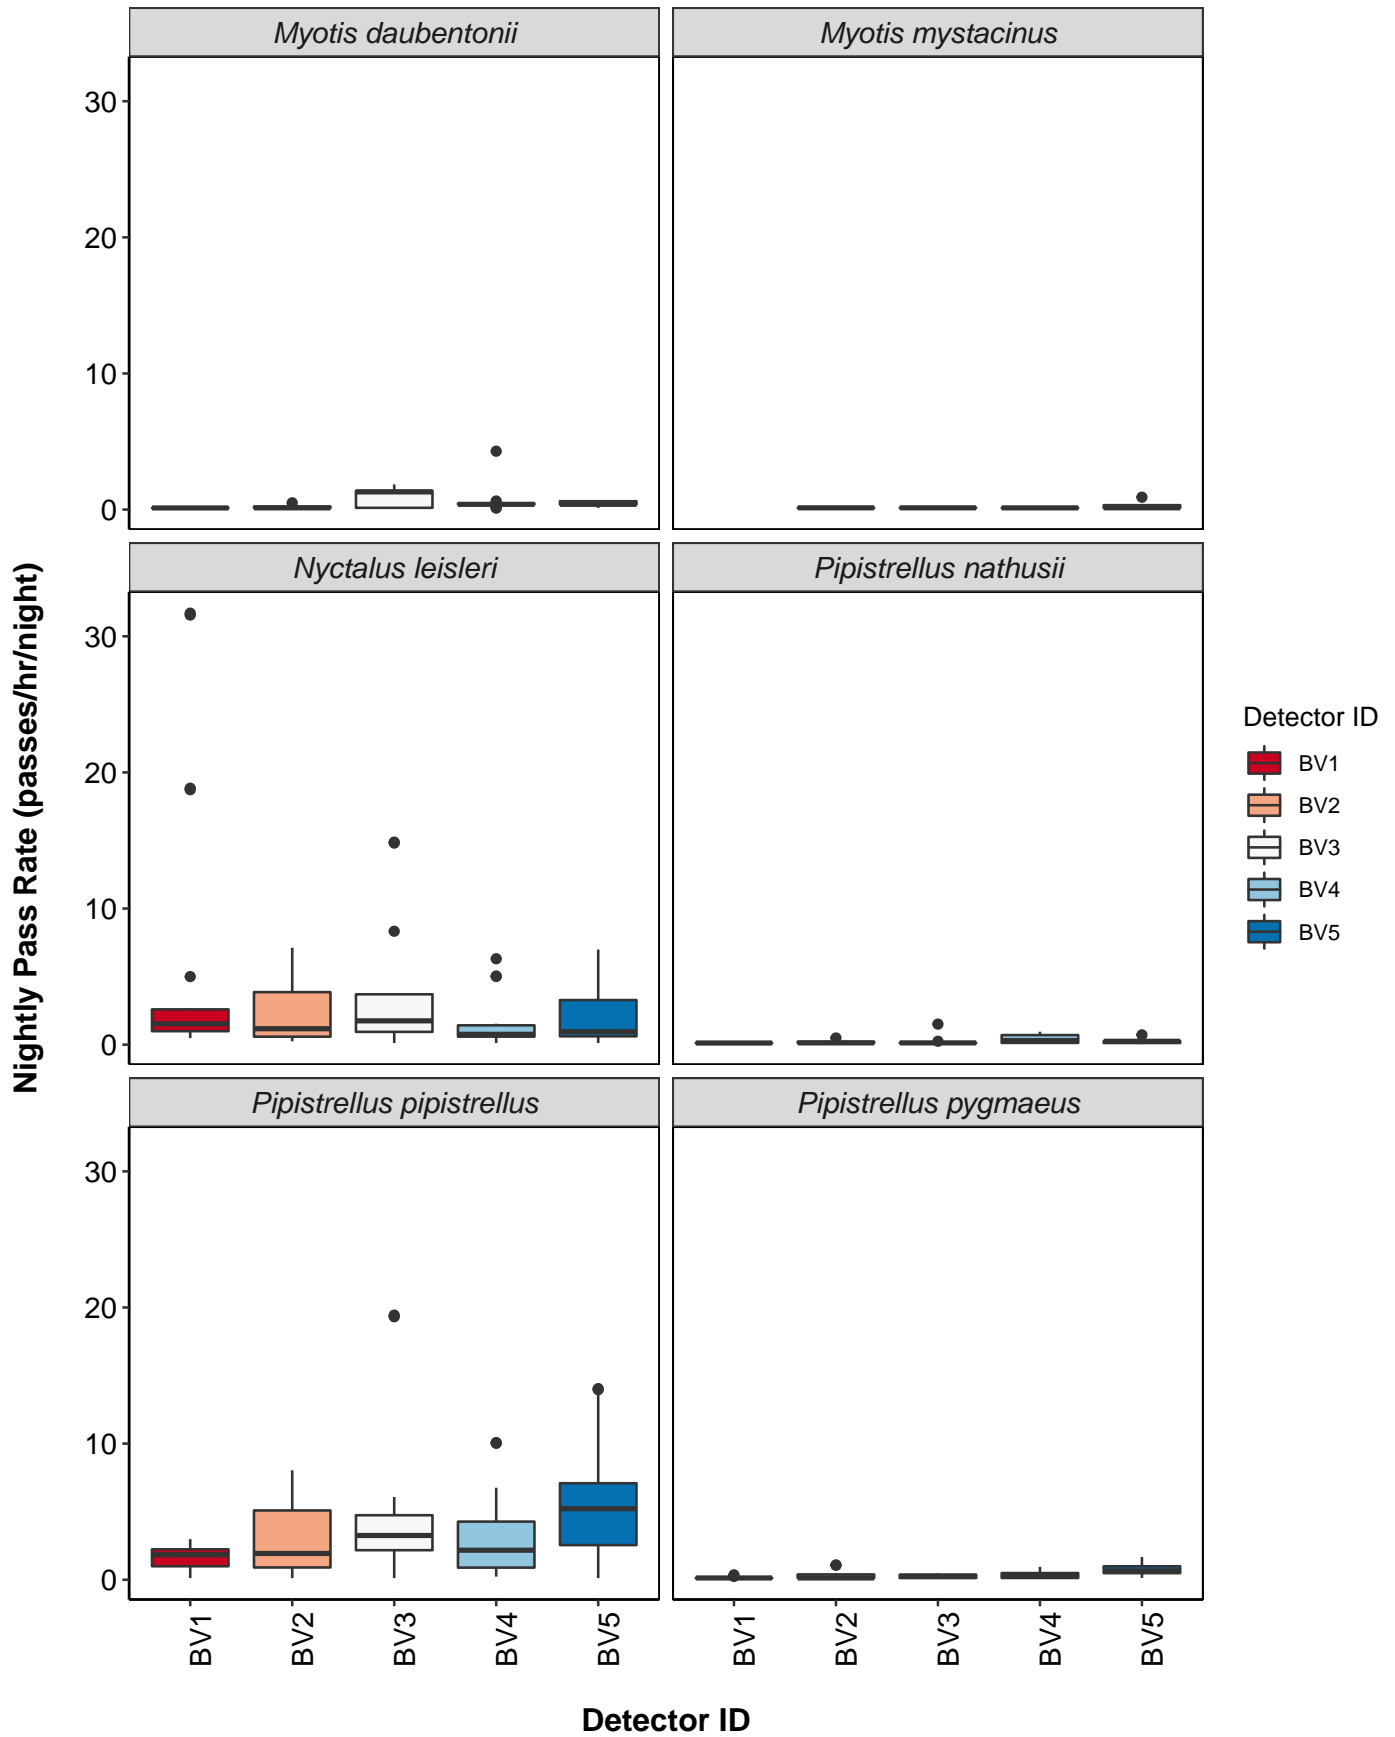 Myotis daubentonii
Myotis mystacinus
30
20
10
0
Nyctalus leisleri
Pipistrellus nathusii
30
20
10
0
Pipistrellus pipistrellus
Pipistrellus pygmaeus
30
20
10
0
BV1
BV2
BV3
BV4
BV5
BV1
BV2
BV3
BV4
BV5
Detector ID
Nightly Pass Rate (passes/hr/night)
Detector ID
BV1
BV2
BV3
BV4
BV5